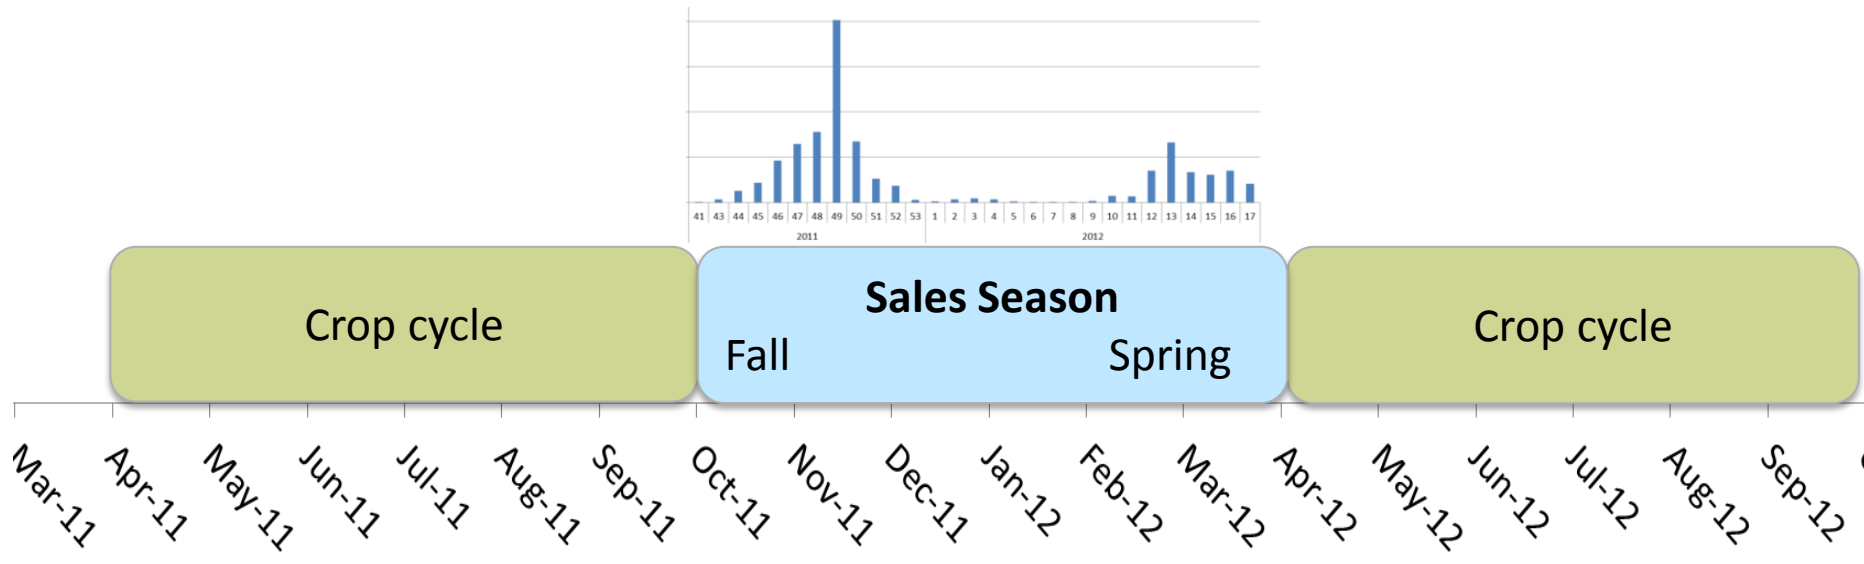 41 43 44 45 46 47 48 49 50 51 52 53 1 2 3 4 5 6 7 8 9 10 11 12 13 14 15 16 17
2011 2012
Crop cycle
Sales Season
Fall Spring
Crop cycle
Mar-11 Apr-11 May-11 Jun-11 Jul-11 Aug-11 Sep-11 Oct-11 Nov-11 Dec-11 Jan-12 Feb-12 Mar-12 Apr-12 May-12 Jun-12 Jul-12 Aug-12 Sep-12